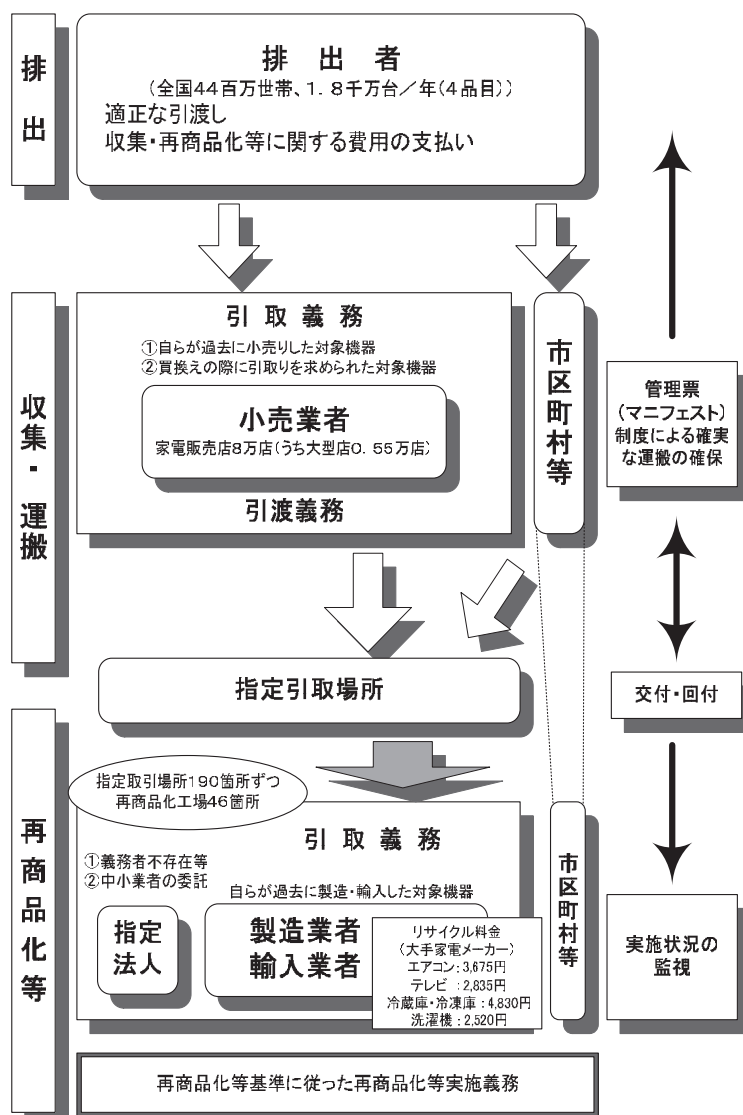 排出
排出者
(全国44百万世帯、1.8千万台／年(4品目))
適正な引渡し
収集・再商品化等に関する費用の支払い
収集・運搬
引取義務
①自らが過去に小売りした対象機器
②買換えの際に引取りを求められた対象機器
小売業者
家電販売店8万店(うち大型店0.55万店)
引渡義務
市区町村等
管理票
(マニフェスト)
制度による確実
な運搬の確保
指定引取場所
交付・回付
再商品化等
指定取引場所190箇所ずつ
再商品化工場46箇所
引取義務
①義務者不存在等
②中小業者の委託
自らが過去に製造・輸入した対象機器
指定
法人
製造業者
輸入業者
リサイクル料金
(大手家電メーカー)
エアコン:3,675円
テレビ:2,835円
冷蔵庫・冷凍庫:4,830円
洗濯機:2,520円
市区町村等
実施状況の
監視
再商品化等基準に従った再商品化等実施義務